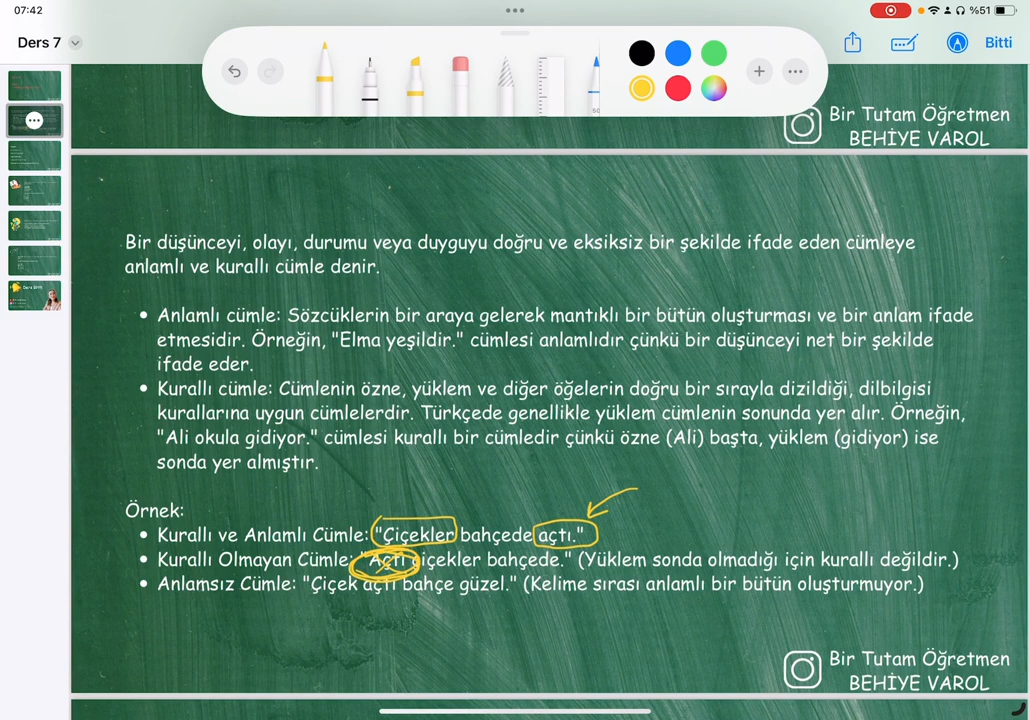 07:42
%51
Ders 7
Bitti
50
Bir Tutam Öğretmen
BEHİYE VAROL
Bir düşünceyi, olayı, durumu veya duyguyu doğru ve eksiksiz bir şekilde ifade eden cümleye
anlamlı ve kurallı cümle denir.
• Anlamlı cümle: Sözcüklerin bir araya gelerek mantıklı bir bütün oluşturması ve bir anlam ifade
etmesidir. Örneğin, "Elma yeşildir." cümlesi anlamlıdır çünkü bir düşünceyi net bir şekilde
ifade eder.
• Kurallı cümle: Cümlenin özne, yüklem ve diğer öğelerin doğru bir sırayla dizildiği, dilbilgisi
kurallarına uygun cümlelerdir. Türkçede genellikle yüklem cümlenin sonunda yer alır. Örneğin,
"Ali okula gidiyor." cümlesi kurallı bir cümledir çünkü özne (Ali) başta, yüklem (gidiyor) ise
sonda yer almıştır.
Örnek:
• Kurallı ve Anlamlı Cümle: "Çiçekler bahçede açtı."
• Kurallı Olmayan Cümle: "Açtı çiçekler bahçede." (Yüklem sonda olmadığı için kurallı değildir.)
• Anlamsız Cümle: "Çiçek açtı bahçe güzel." (Kelime sırası anlamlı bir bütün oluşturmuyor.)
Bir Tutam Öğretmen
BEHİYE VAROL